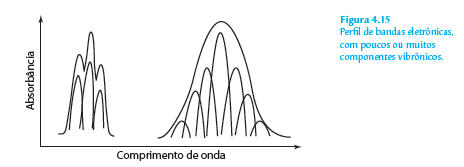 Figura 4.15
Perfil de bandas eletrônicas,
com poucos ou muitos
componentes vibrônicos.
Absorbância
Comprimento de onda